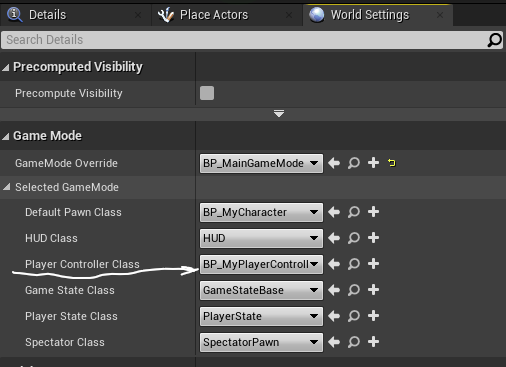 Details
Place Actors
World Settings
Search Details
Precomputed Visibility
Precompute Visibility
Game Mode
GameMode Override BP_MainGameMode
Selected GameMode
Default Pawn Class BP_MyCharacter
HUD Class HUD
Player Controller Class BP_MyPlayerControll
Game State Class GameStateBase
Player State Class PlayerState
Spectator Class SpectatorPawn